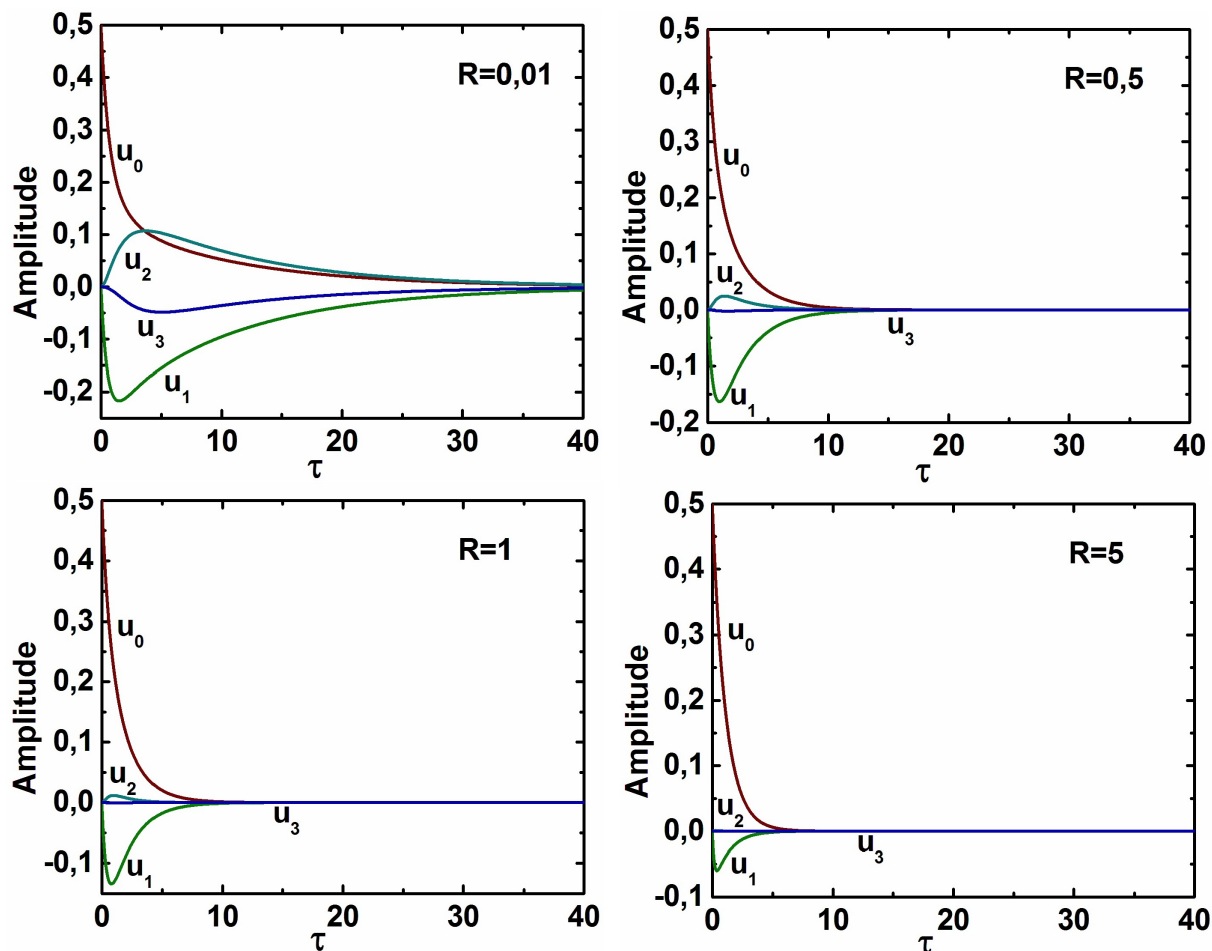 0,5
0,4
0,3
0,2
0,1
0,0
-0,1
-0,2
Amplitude
R=0,01
u0
u2
u3
u1
0 10 20 30 40
τ
0,5
0,4
0,3
0,2
0,1
0,0
-0,1
-0,2
Amplitude
R=0,5
u0
u2
u3
u1
0 10 20 30 40
τ
0,5
0,4
0,3
0,2
0,1
0,0
-0,1
Amplitude
R=1
u0
u2
u3
u1
0 10 20 30 40
τ
0,5
0,4
0,3
0,2
0,1
0,0
-0,1
Amplitude
R=5
u0
u2
u3
u1
0 10 20 30 40
τ